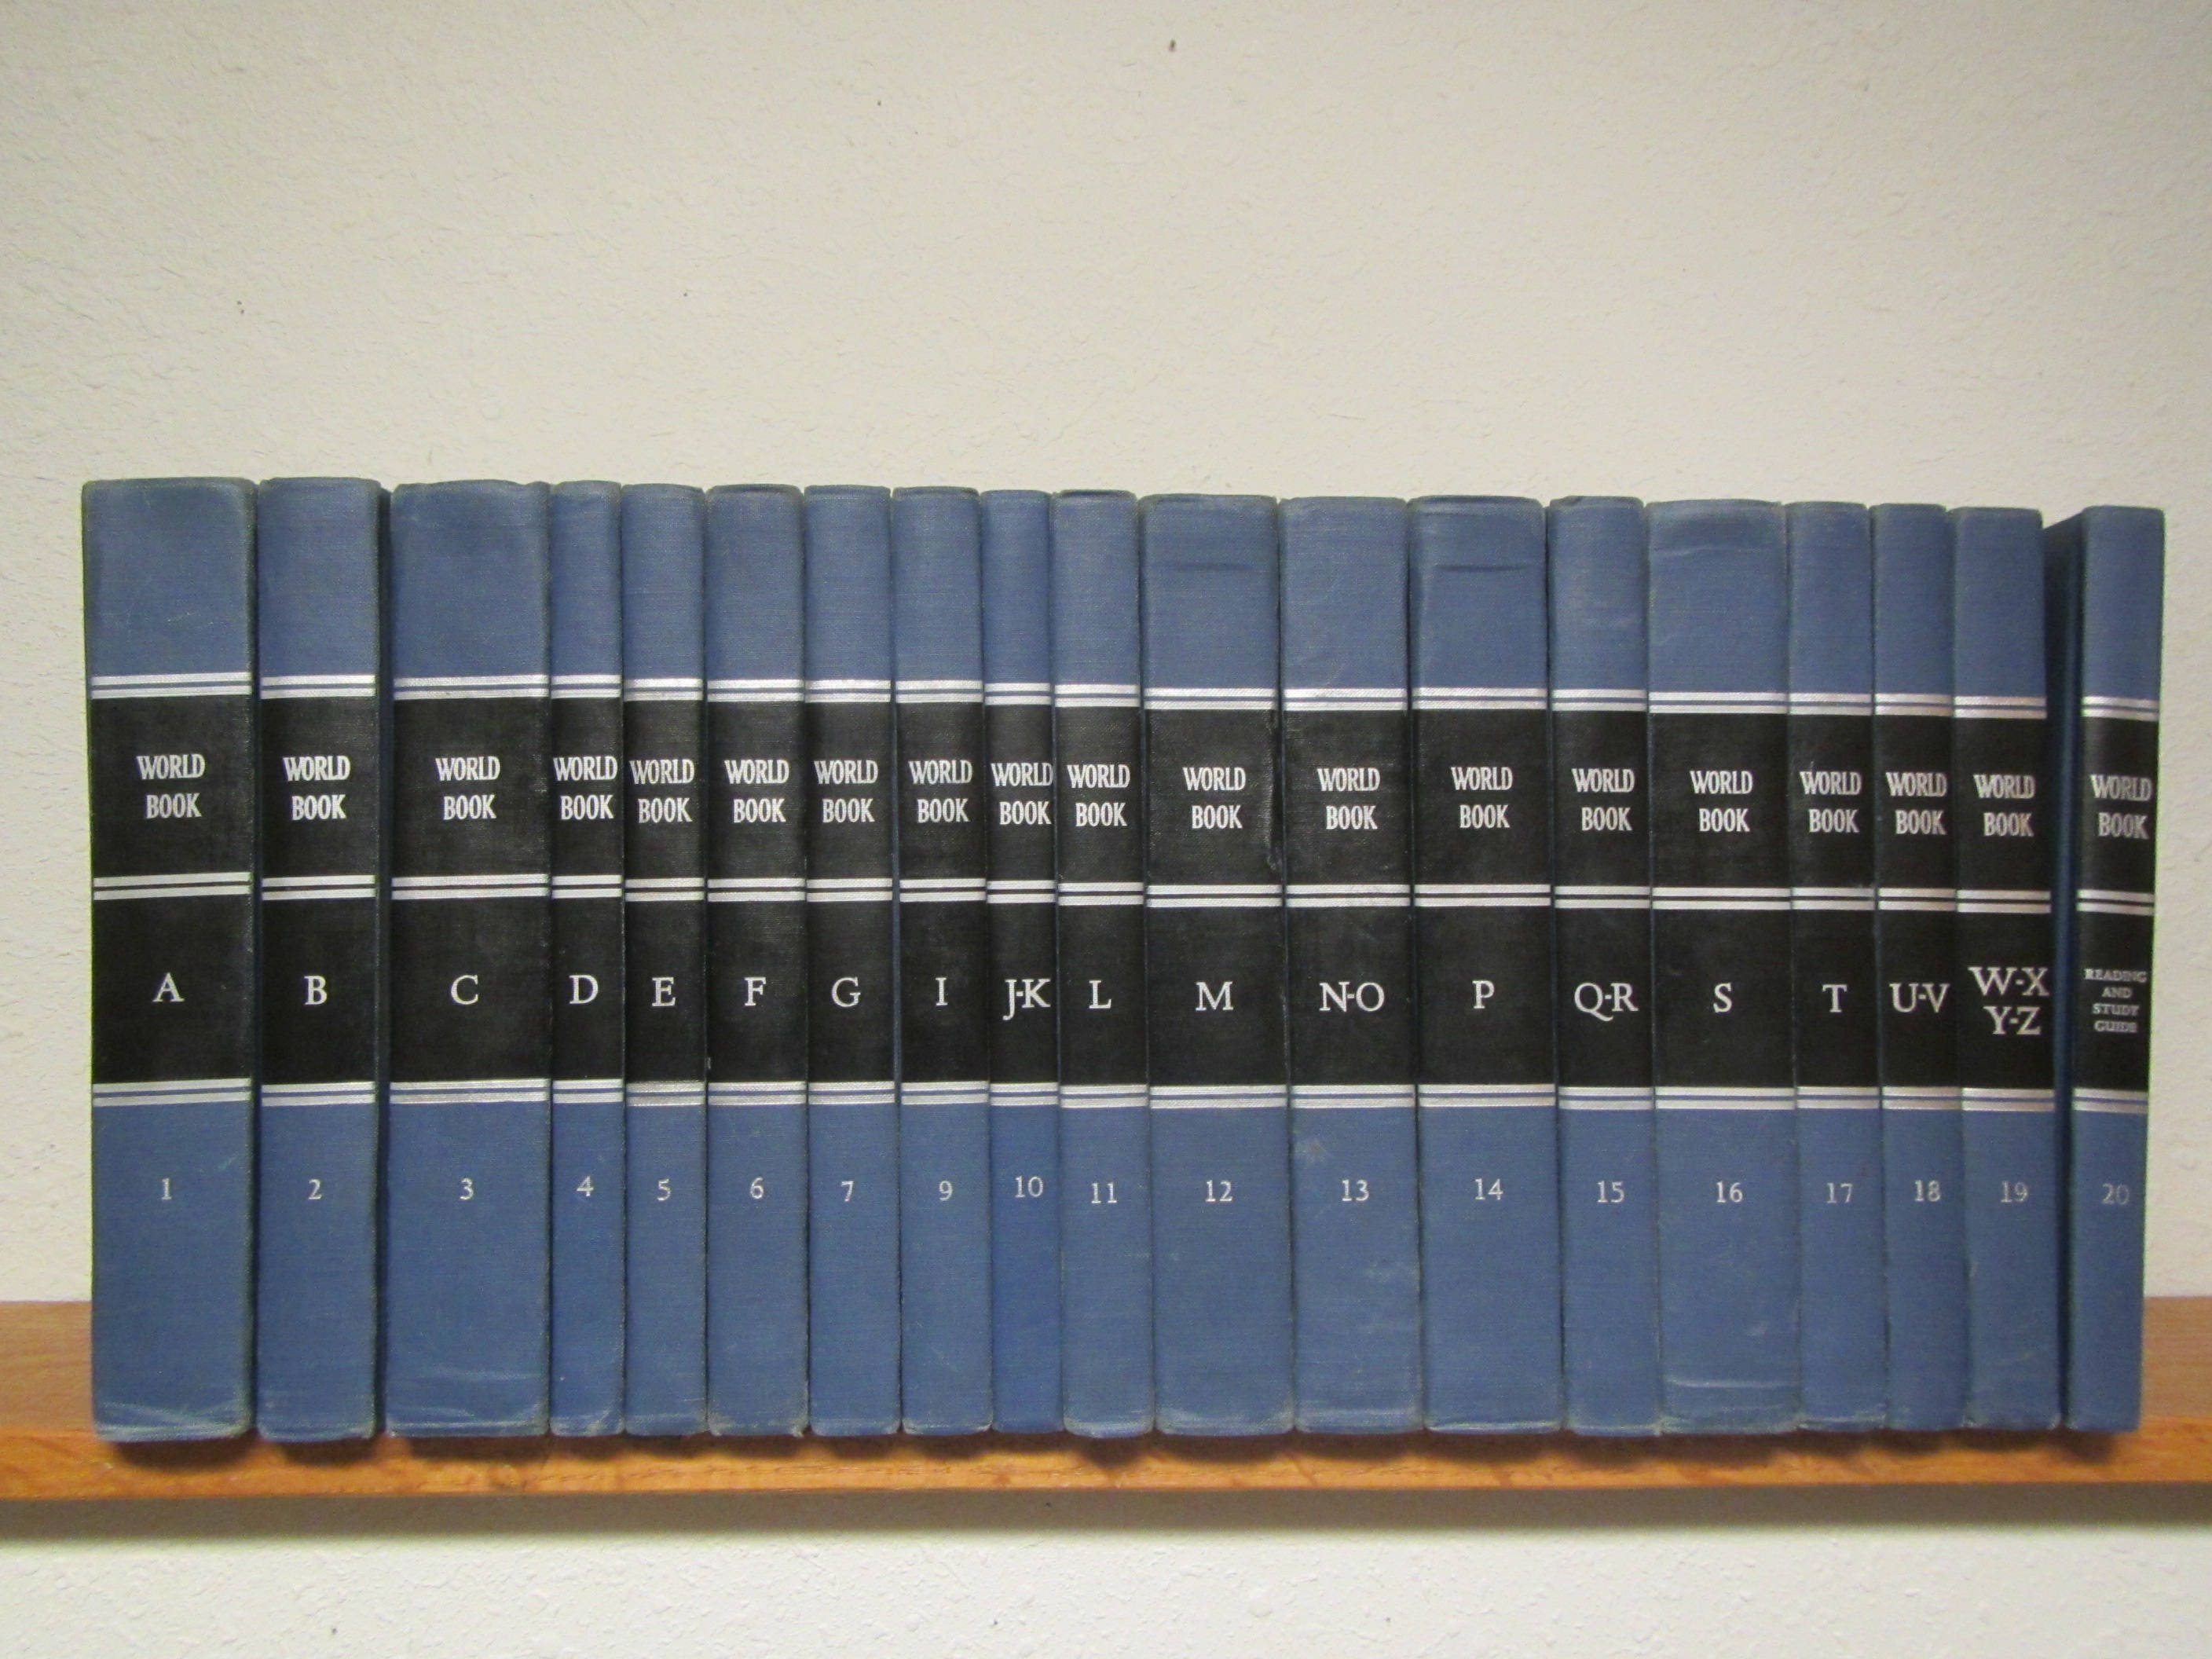 WORLD
BOOK
A
1
WORLD
BOOK
B
2
WORLD
BOOK
C
3
WORLD
BOOK
D
4
WORLD
BOOK
E
5
WORLD
BOOK
F
6
WORLD
BOOK
G
7
WORLD
BOOK
I
9
WORLD
BOOK
J-K
10
WORLD
BOOK
L
11
WORLD
BOOK
M
12
WORLD
BOOK
N-O
13
WORLD
BOOK
P
14
WORLD
BOOK
Q-R
15
WORLD
BOOK
S
16
WORLD
BOOK
T
17
WORLD
BOOK
U-V
18
WORLD
BOOK
W-X
Y-Z
19
WORLD
BOOK
READING
AND
STUDY
GUIDE
20